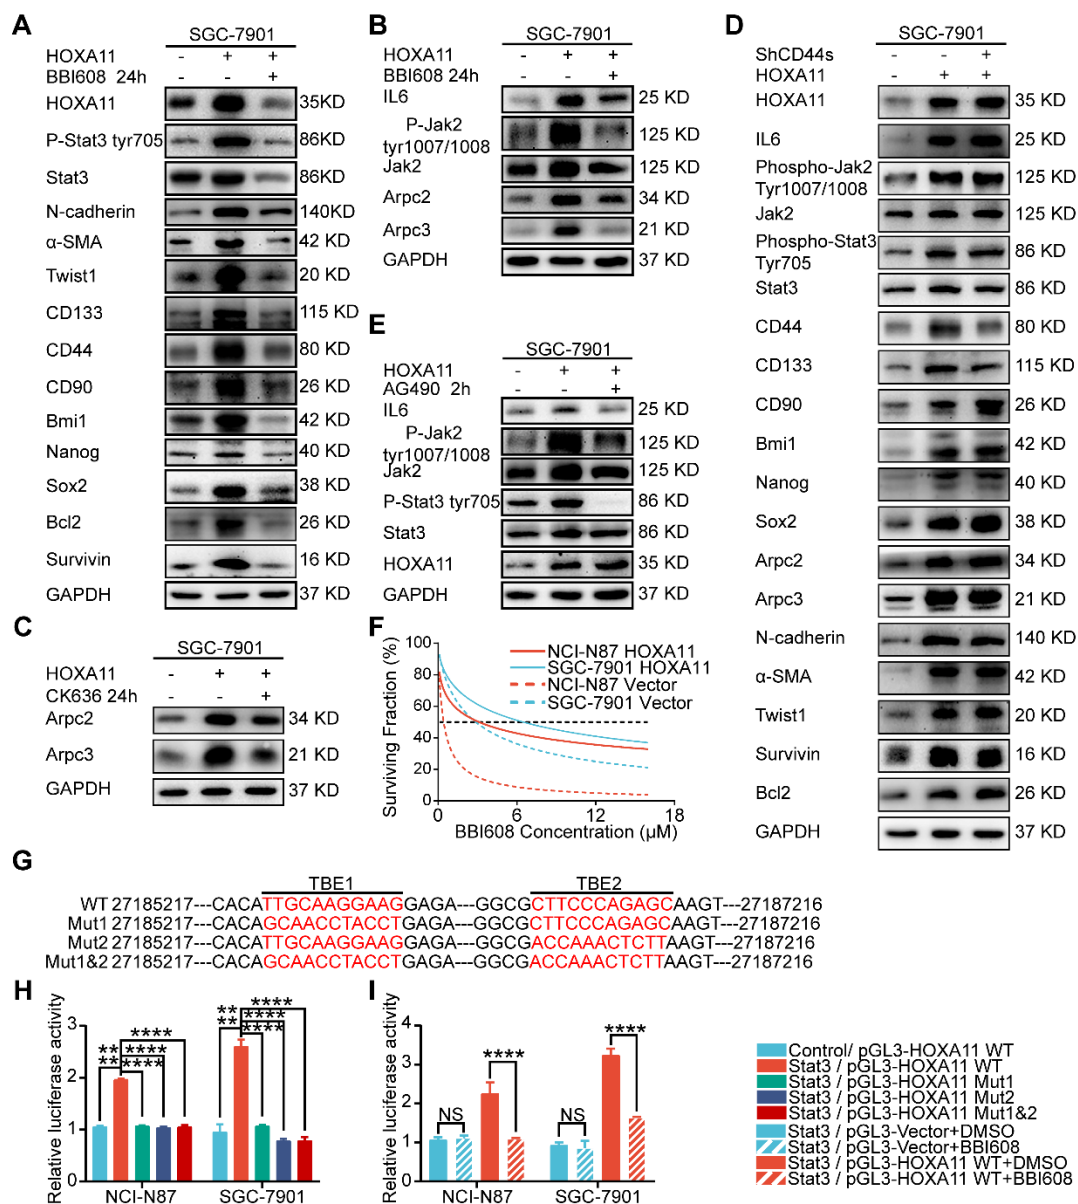 A
SGC-7901
HOXA11 - + +
BBI608 24h +
HOXA11 35KD
P-Stat3 tyr705 86KD
Stat3 86KD
N-cadherin 140KD
α-SMA 42 KD
Twist1 20 KD
CD133 115 KD
CD44 80 KD
CD90 26 KD
Bmi1 42 KD
Nanog 40 KD
Sox2 38 KD
Bcl2 26 KD
Survivin 16 KD
GAPDH 37 KD
B
SGC-7901
HOXA11 - + +
BBI608 24h +
IL6 25 KD
P-Jak2
tyr1007/1008 125 KD
Jak2 125 KD
Arpc2 34 KD
Arpc3 21 KD
GAPDH 37 KD
C
SGC-7901
HOXA11 - + +
CK636 24h +
Arpc2 34 KD
Arpc3 21 KD
GAPDH 37 KD
D
SGC-7901
ShCD44s - +
HOXA11 + +
HOXA11 35 KD
IL6 25 KD
Phospho-Jak2
Tyr1007/1008 125 KD
Jak2 125 KD
Phospho-Stat3
Tyr705 86 KD
Stat3 86 KD
CD44 80 KD
CD133 115 KD
CD90 26 KD
Bmi1 42 KD
Nanog 40 KD
Sox2 38 KD
Arpc2 34 KD
Arpc3 21 KD
N-cadherin 140 KD
α-SMA 42 KD
Twist1 20 KD
Survivin 16 KD
Bcl2 26 KD
GAPDH 37 KD
E
SGC-7901
HOXA11 - + +
AG490 2h +
IL6 25 KD
P-Jak2
tyr1007/1008 125 KD
Jak2 125 KD
P-Stat3 tyr705 86 KD
Stat3 86 KD
HOXA11 35 KD
GAPDH 37 KD
F
Surviving Fraction (%)
100
80
60
40
20
0
0 6 12 18
BBI608 Concentration (μM)
NCI-N87 HOXA11
SGC-7901 HOXA11
NCI-N87 Vector
SGC-7901 Vector
G
TBE1 TBE2
WT 27185217---CACATTGCAAGGAAGGAGA---GGCGCTTCCCAGAGCAAGT---27187216
Mut1 27185217---CACAGCAACCTACCTGAGA---GGCGCTTCCCAGAGCAAGT---27187216
Mut2 27185217---CACATTGCAAGGAAGGAGA---GGCGACCAAACTCTTAAGT---27187216
Mut1&2 27185217---CACAGCAACCTACCTGAGA---GGCGACCAAACTCTTAAGT---27187216
H
Relative luciferase activity
3
2
1
0
** ** **** **** ****
** ** **** **** ****
NCI-N87 SGC-7901
I
Relative luciferase activity
4
3
2
1
0
NS **** NS ****
NCI-N87 SGC-7901
Control/ pGL3-HOXA11 WT
Stat3 / pGL3-HOXA11 WT
Stat3 / pGL3-HOXA11 Mut1
Stat3 / pGL3-HOXA11 Mut2
Stat3 / pGL3-HOXA11 Mut1&2
Stat3 / pGL3-Vector+DMSO
Stat3 / pGL3-Vector+BBI608
Stat3 / pGL3-HOXA11 WT+DMSO
Stat3 / pGL3-HOXA11 WT+BBI608